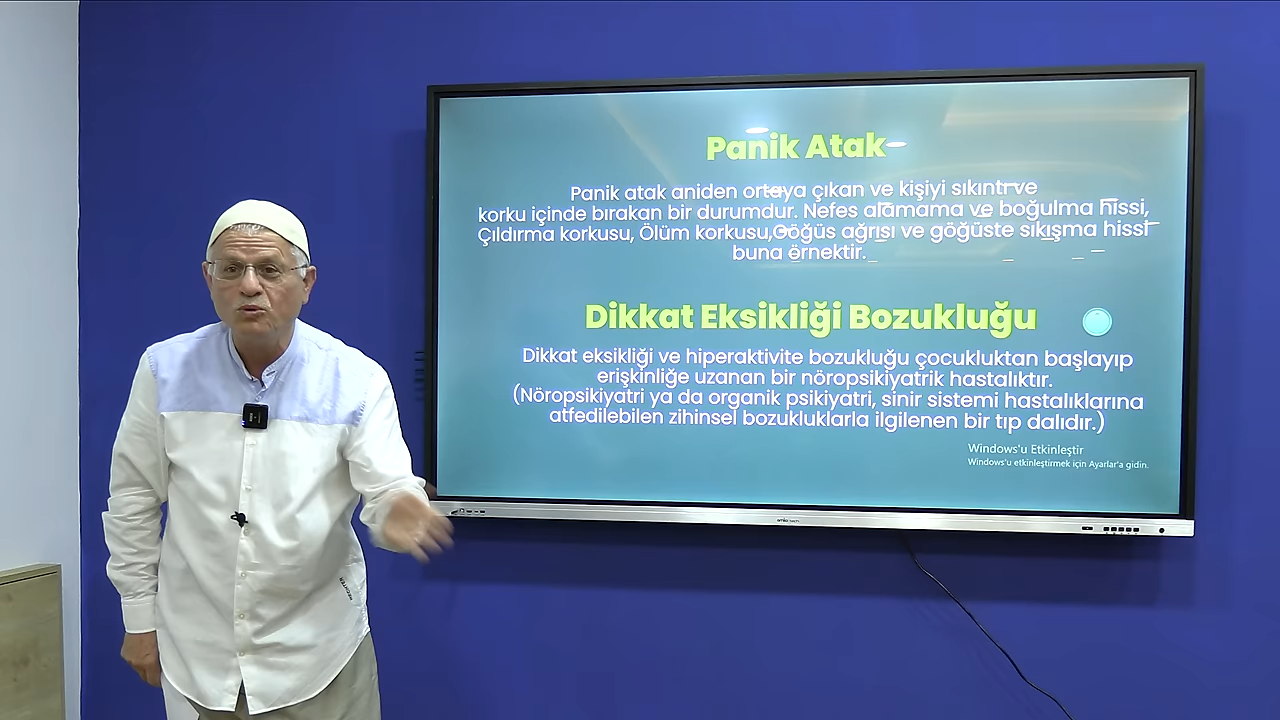 Panik Atak
Panik atak aniden ortaya çıkan ve kişiyi sıkıntı ve
korku içinde bırakan bir durumdur. Nefes alamama ve boğulma hissi,
Çıldırma korkusu, Ölüm korkusu,Göğüs ağrısı ve göğüste sıkışma hissi
buna örnektir.
Dikkat Eksikliği Bozukluğu
Dikkat eksikliği ve hiperaktivite bozukluğu çocukluktan başlayıp
erişkinliğe uzanan bir nöropsikiyatrik hastalıktır.
(Nöropsikiyatri ya da organik psikiyatri, sinir sistemi hastalıklarına
atfedilebilen zihinsel bozukluklarla ilgilenen bir tıp dalıdır.)
Windows'u Etkinleştir
Windows'u etkinleştirmek için Ayarlar'a gidin.